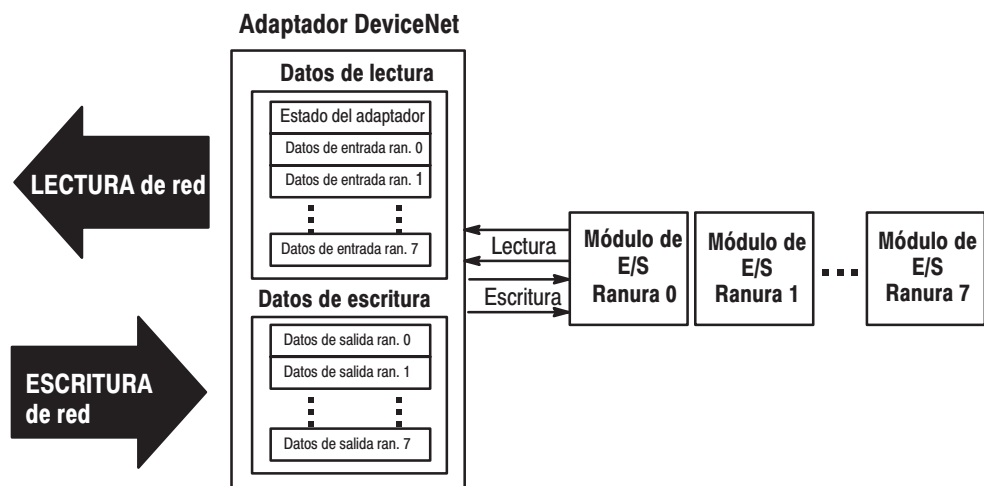 Adaptador DeviceNet
Datos de lectura
Estado del adaptador
Datos de entrada ran. 0
Datos de entrada ran. 1
Datos de entrada ran. 7
LECTURA de red
Lectura
Escritura
Módulo de
E/S
Ranura 0
Módulo de
E/S
Ranura 1
Módulo de
E/S
Ranura 7
Datos de escritura
Datos de salida ran. 0
Datos de salida ran. 1
Datos de salida ran. 7
ESCRITURA
de red